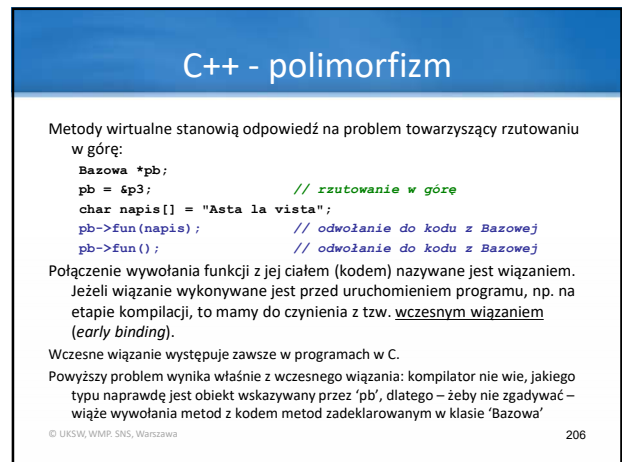 C++ - polimorfizm
Metody wirtualne stanowią odpowiedź na problem towarzyszący rzutowaniu
w górę:
Bazowa *pb;
pb = &p3; // rzutowanie w górę
char napis[] = "Asta la vista";
pb->fun(napis); // odwołanie do kodu z Bazowej
pb->fun(); // odwołanie do kodu z Bazowej
Połączenie wywołania funkcji z jej ciałem (kodem) nazywane jest wiązaniem.
Jeżeli wiązanie wykonywane jest przed uruchomieniem programu, np. na
etapie kompilacji, to mamy do czynienia z tzw. wczesnym wiązaniem
(early binding).
Wczesne wiązanie występuje zawsze w programach w C.
Powyższy problem wynika właśnie z wczesnego wiązania: kompilator nie wie, jakiego
typu naprawdę jest obiekt wskazywany przez 'pb', dlatego – żeby nie zgadywać –
wiąże wywołania metod z kodem metod zadeklarowanym w klasie 'Bazowa'
© UKSW, WMP. SNS, Warszawa 206